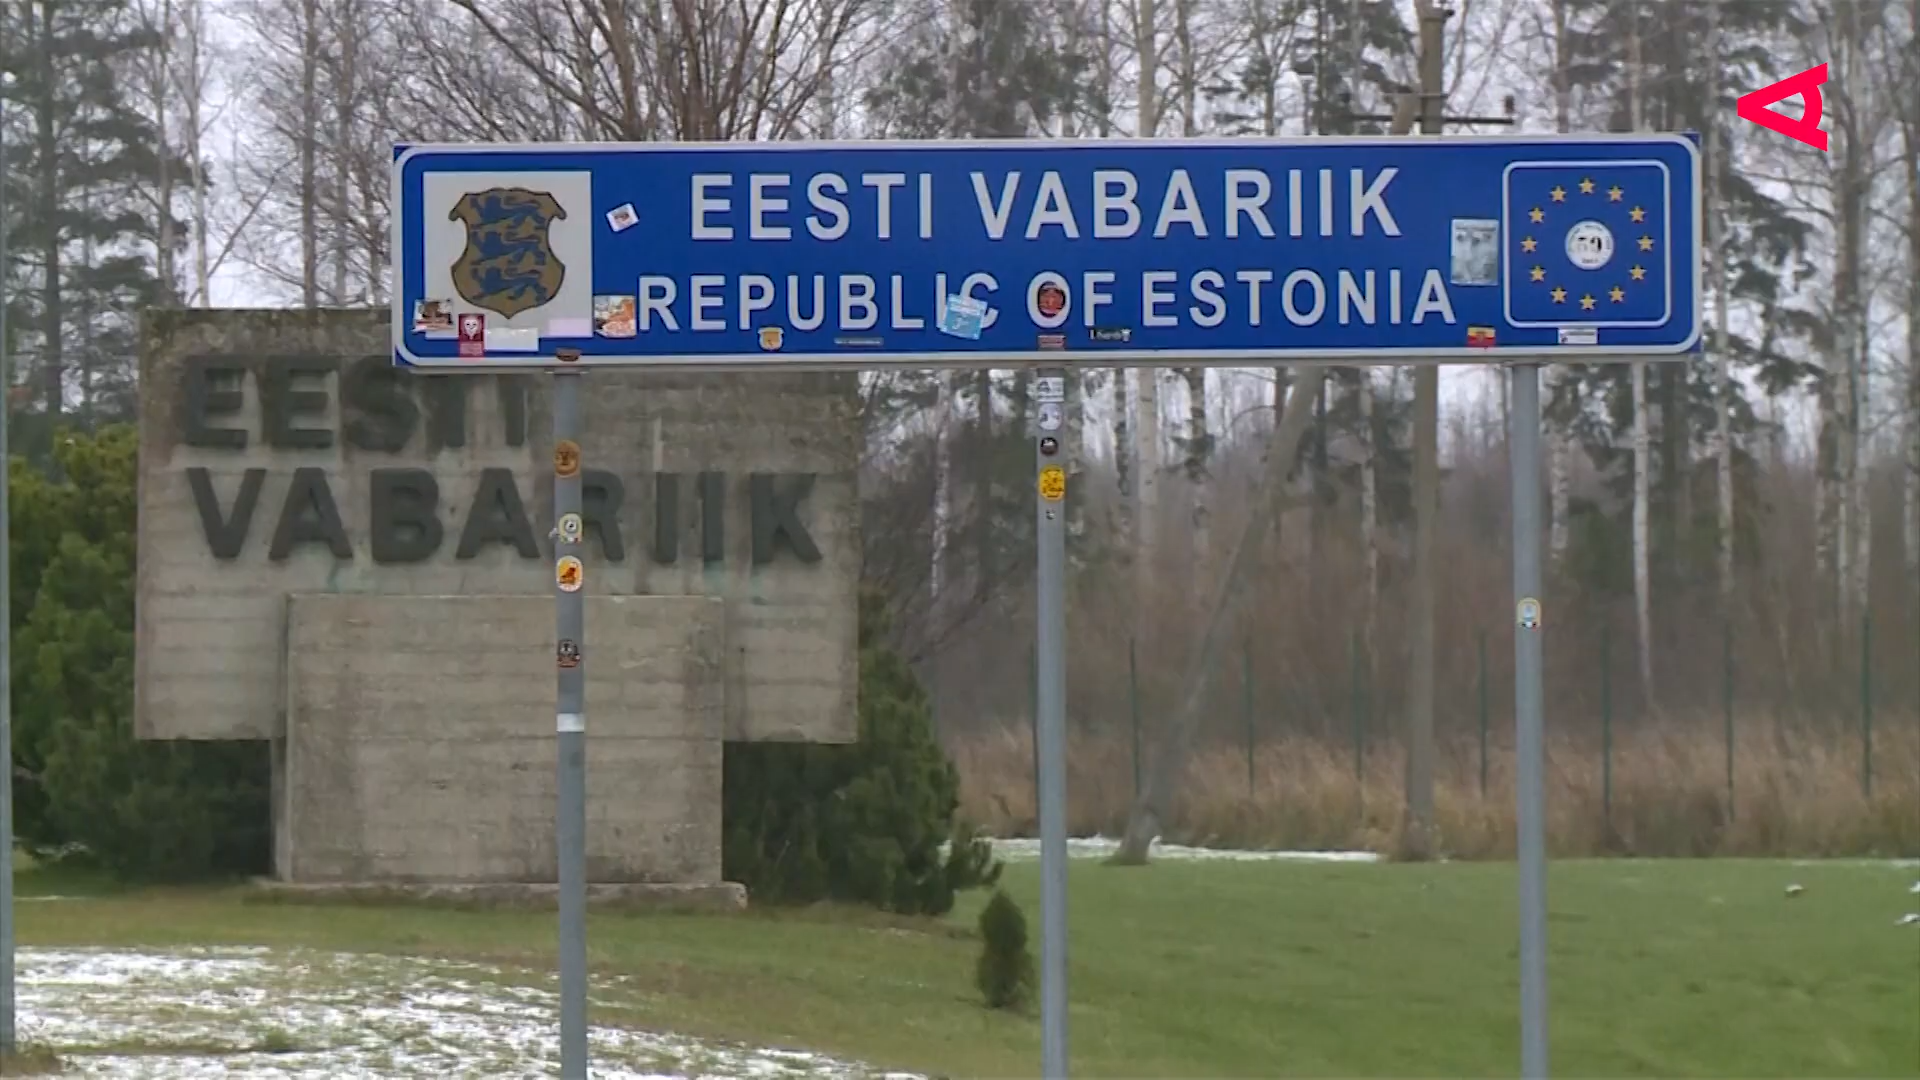 EESTI VABARIIK
REPUBLIC OF ESTONIA
EESTI
VABARIIK